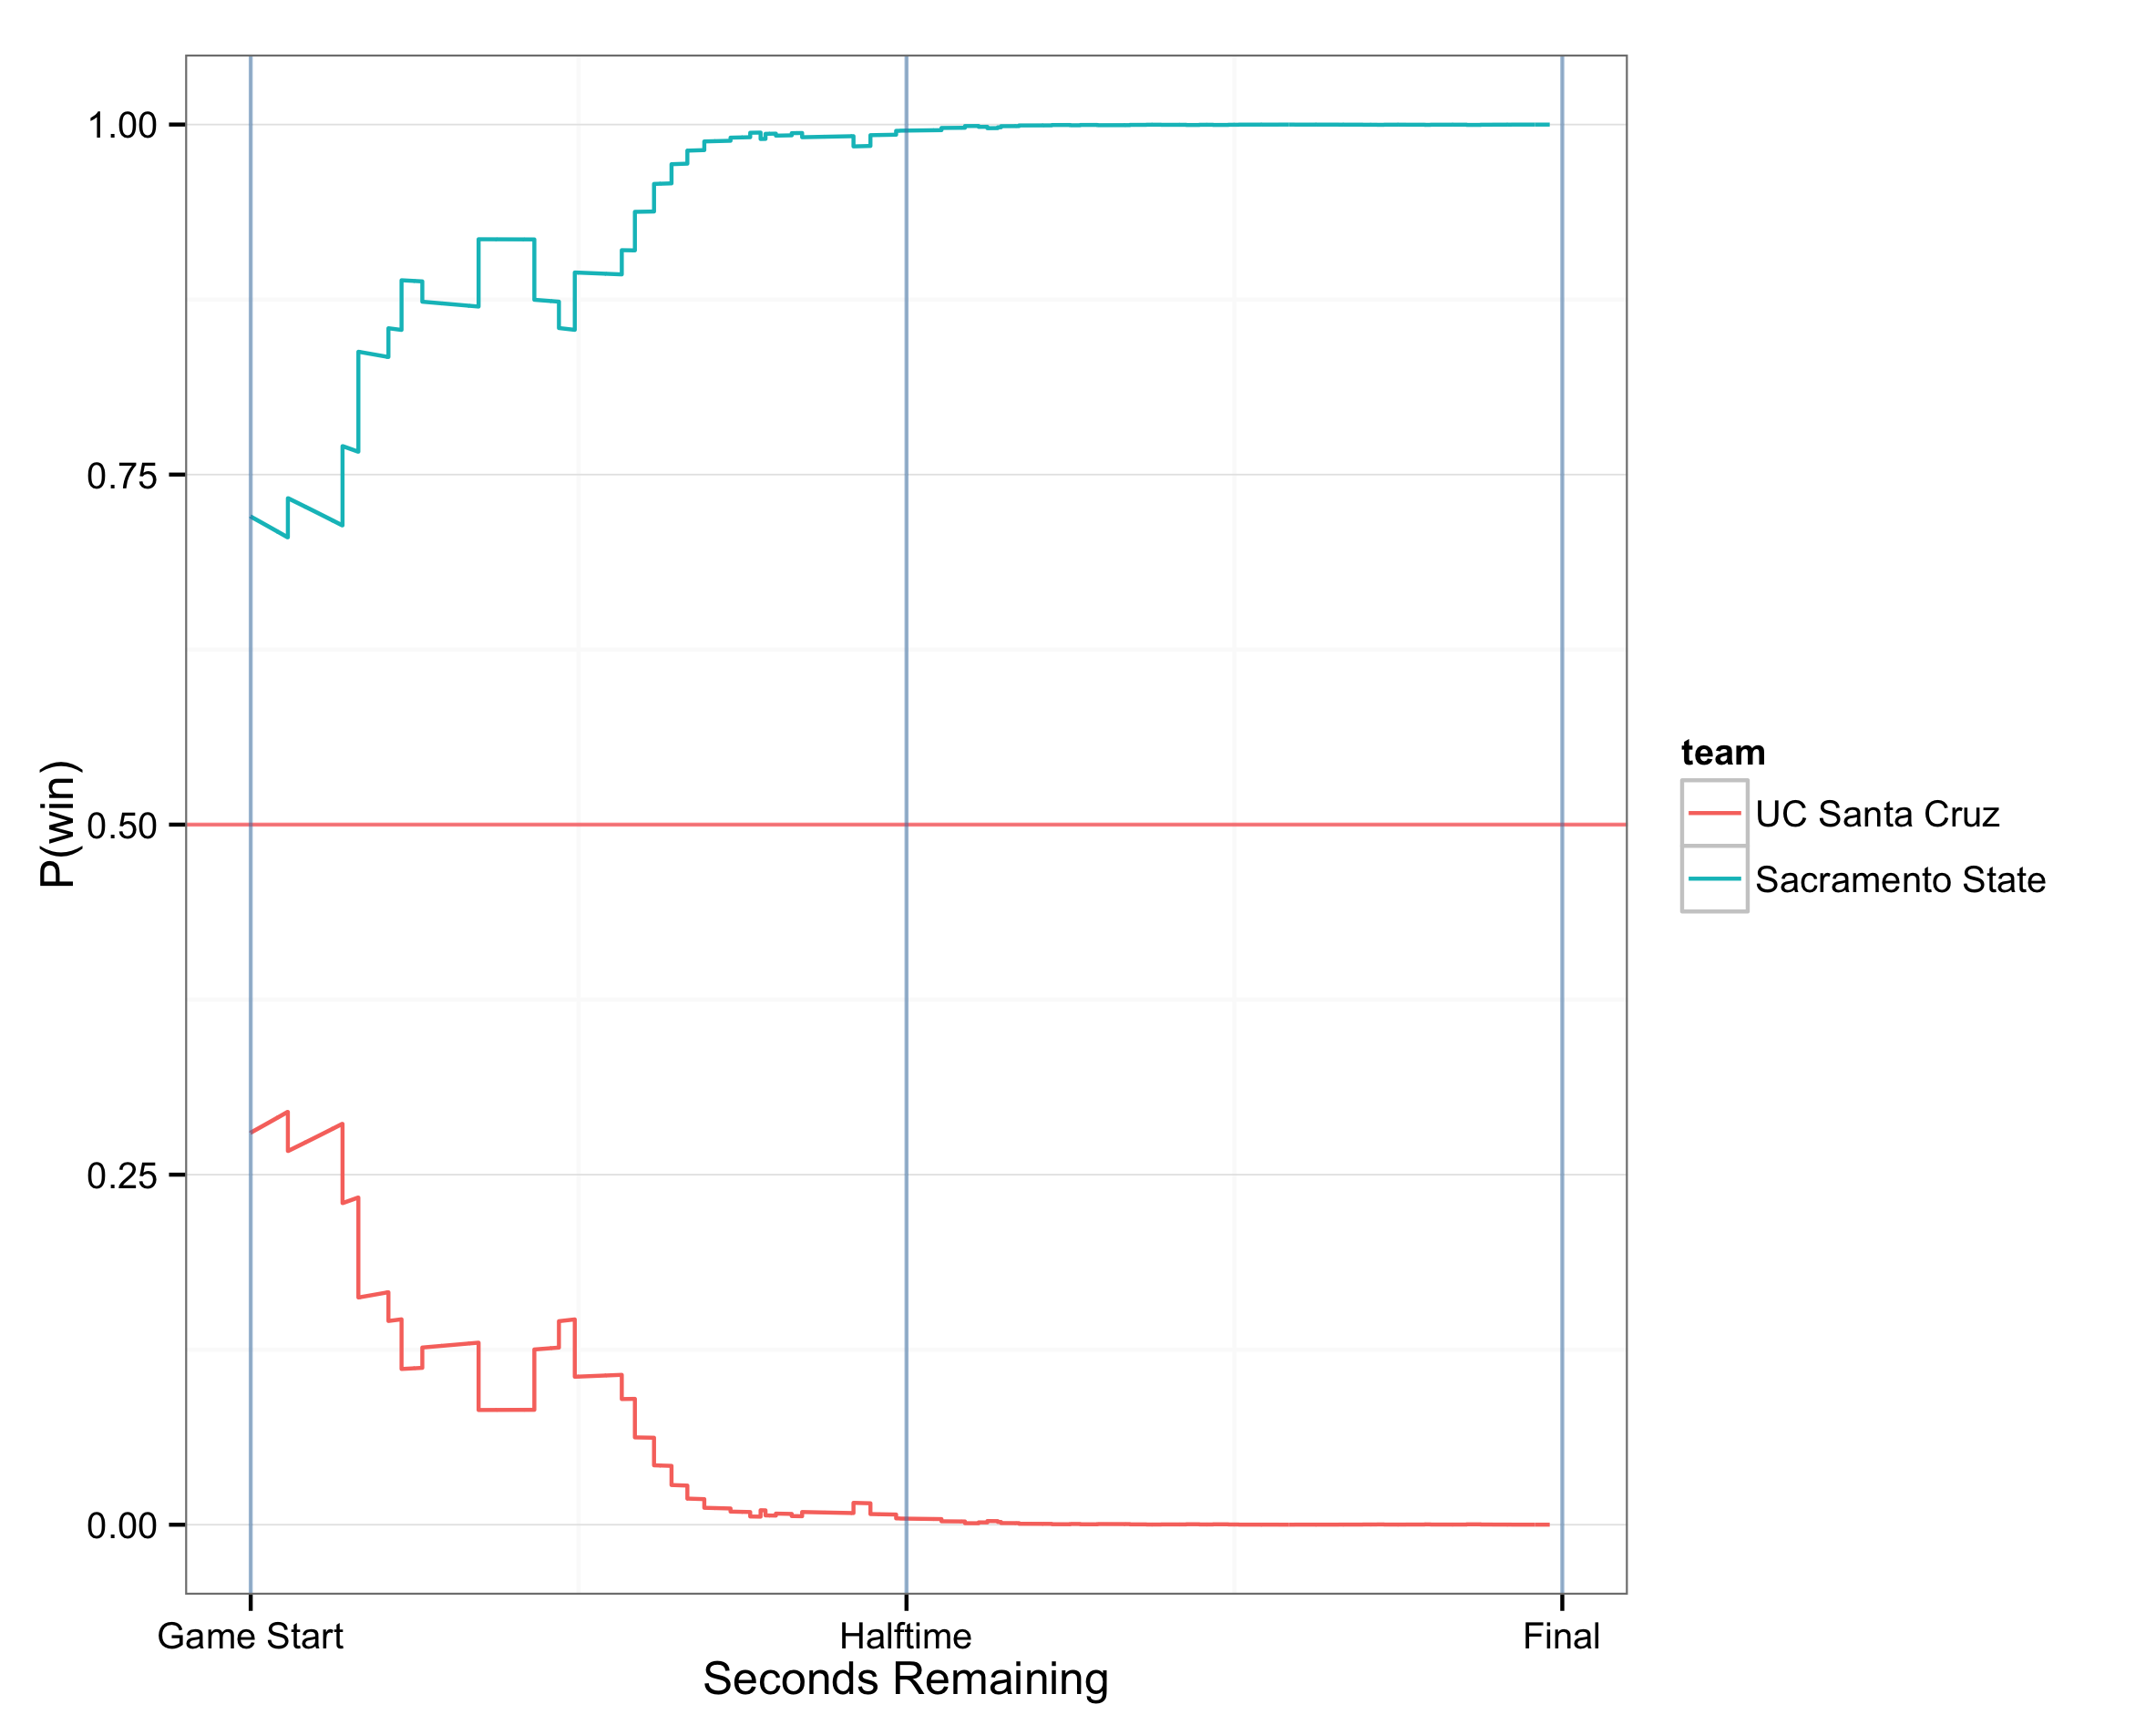 1.00
0.75
0.50
0.25
0.00
P(win)
Game Start
Halftime
Final
Seconds Remaining
team
UC Santa Cruz
Sacramento State